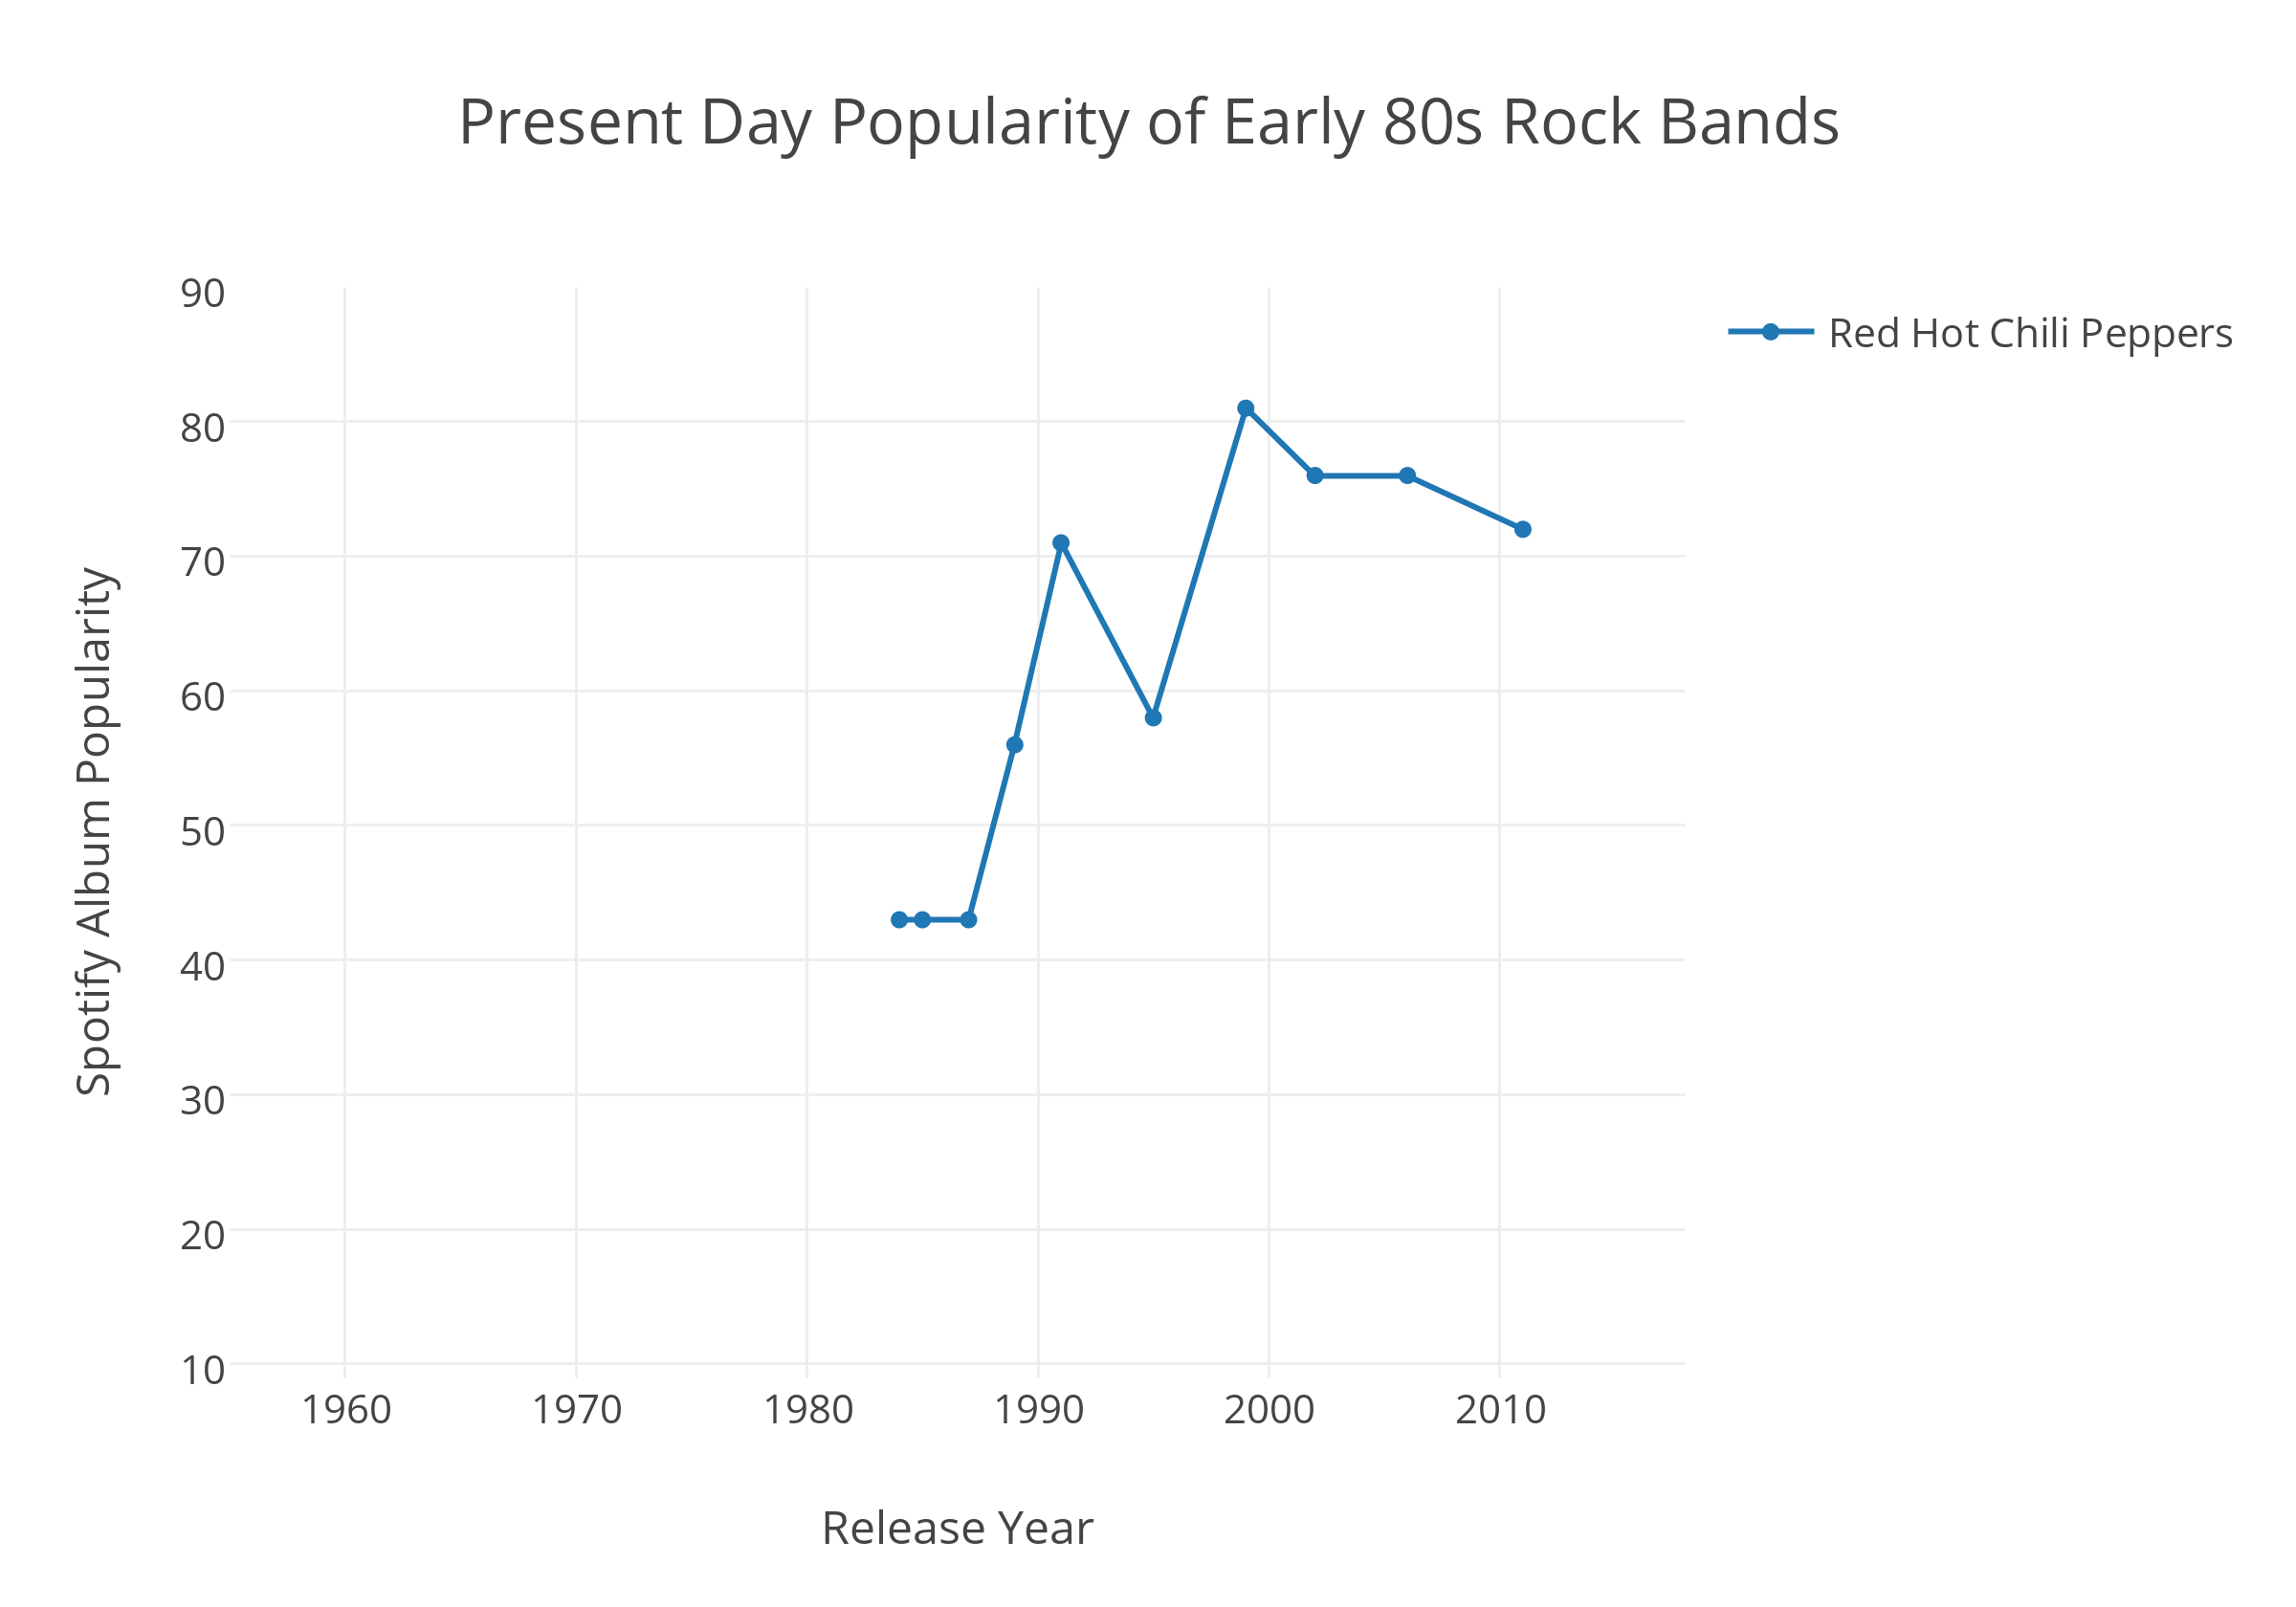 Present Day Popularity of Early 80s Rock Bands
90
80
70
60
50
40
30
20
10
Spotify Album Popularity
1960 1970 1980 1990 2000 2010
Release Year
Red Hot Chili Peppers